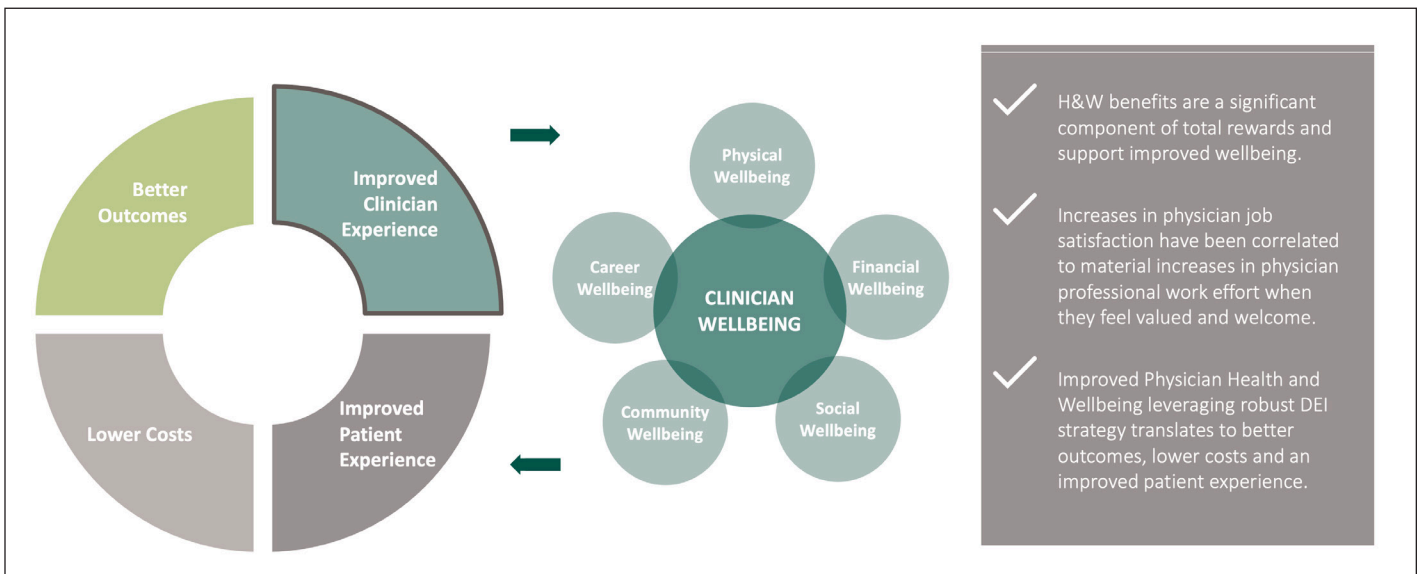 Better
Outcomes
Improved
Clinician
Experience
Lower Costs
Improved
Patient
Experience
Physical
Wellbeing
Career
Wellbeing
Financial
Wellbeing
CLINICIAN
WELLBEING
Community
Wellbeing
Social
Wellbeing
H&W benefits are a significant
component of total rewards and
support improved wellbeing.
Increases in physician job
satisfaction have been correlated
to material increases in physician
professional work effort when
they feel valued and welcome.
Improved Physician Health and
Wellbeing leveraging robust DEI
strategy translates to better
outcomes, lower costs and an
improved patient experience.